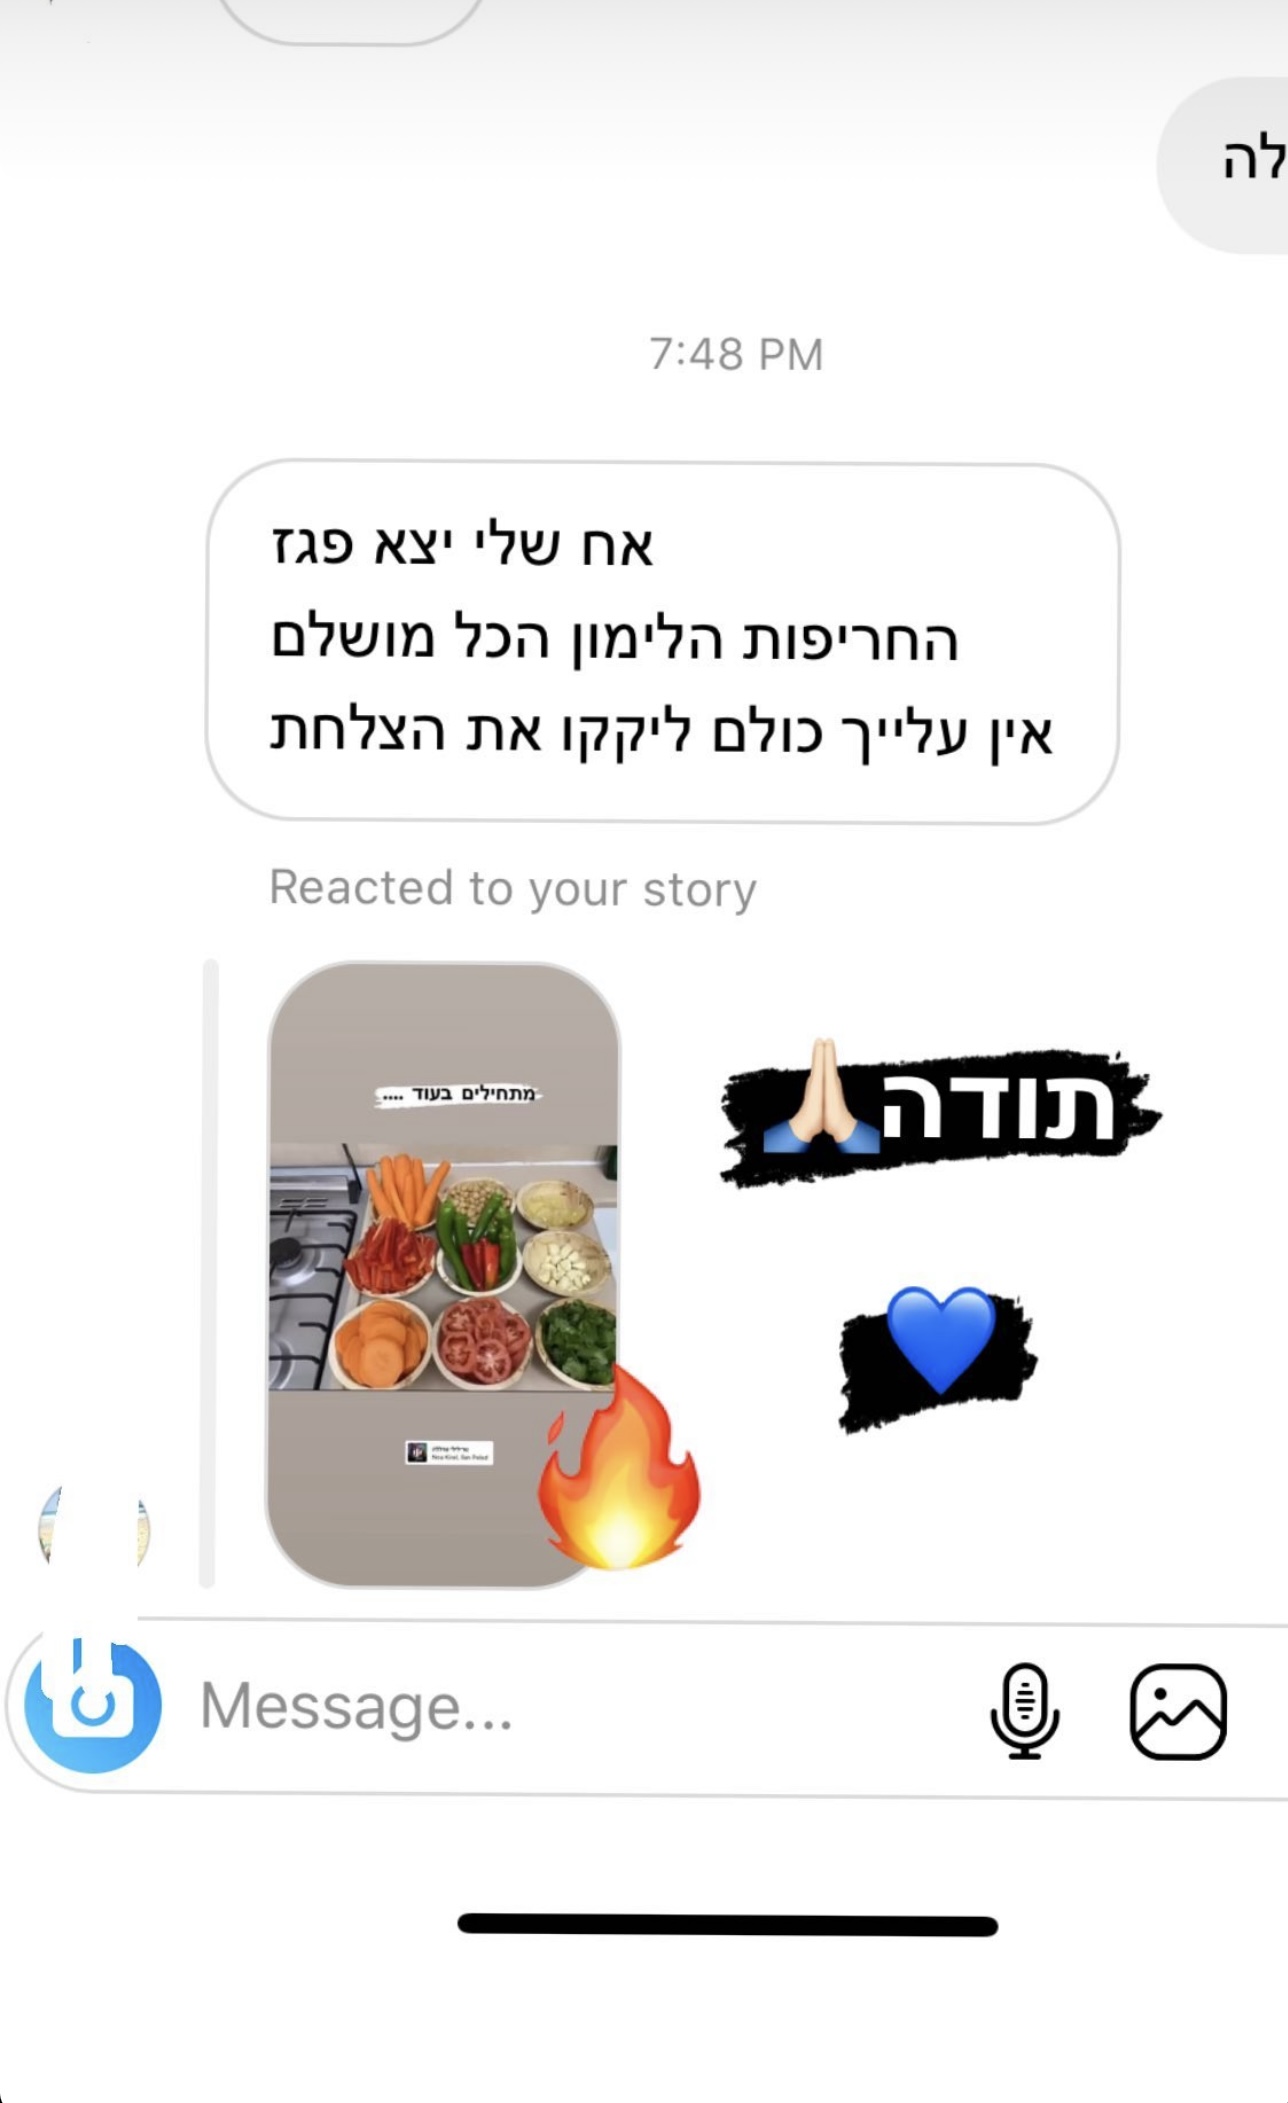 לה
7:48 PM
אח שלי יצא פגז
החריפות הלימון הכל מושלם
אין עלייך כולם ליקקו את הצלחת
Reacted to your story
מתחילים בעוד ....
תודה🙏🏻
💙
🔥
Message...